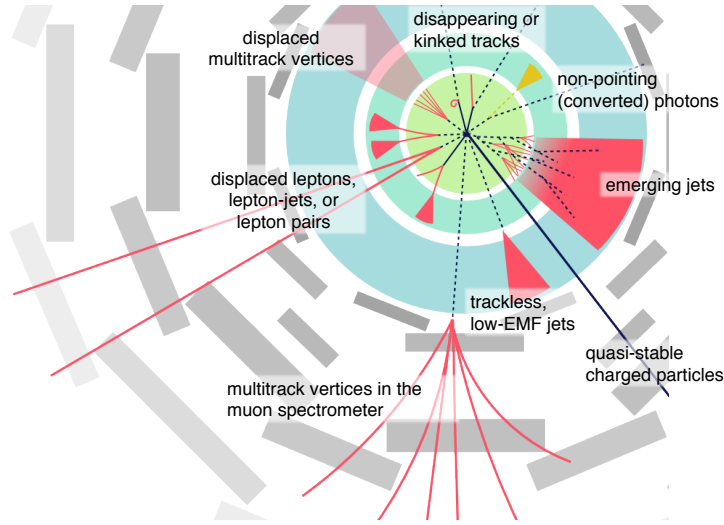 disappearing or
kinked tracks
displaced
multitrack vertices
non-pointing
(converted) photons
displaced leptons,
lepton-jets, or
lepton pairs
emerging jets
trackless,
low-EMF jets
quasi-stable
charged particles
multitrack vertices in the
muon spectrometer